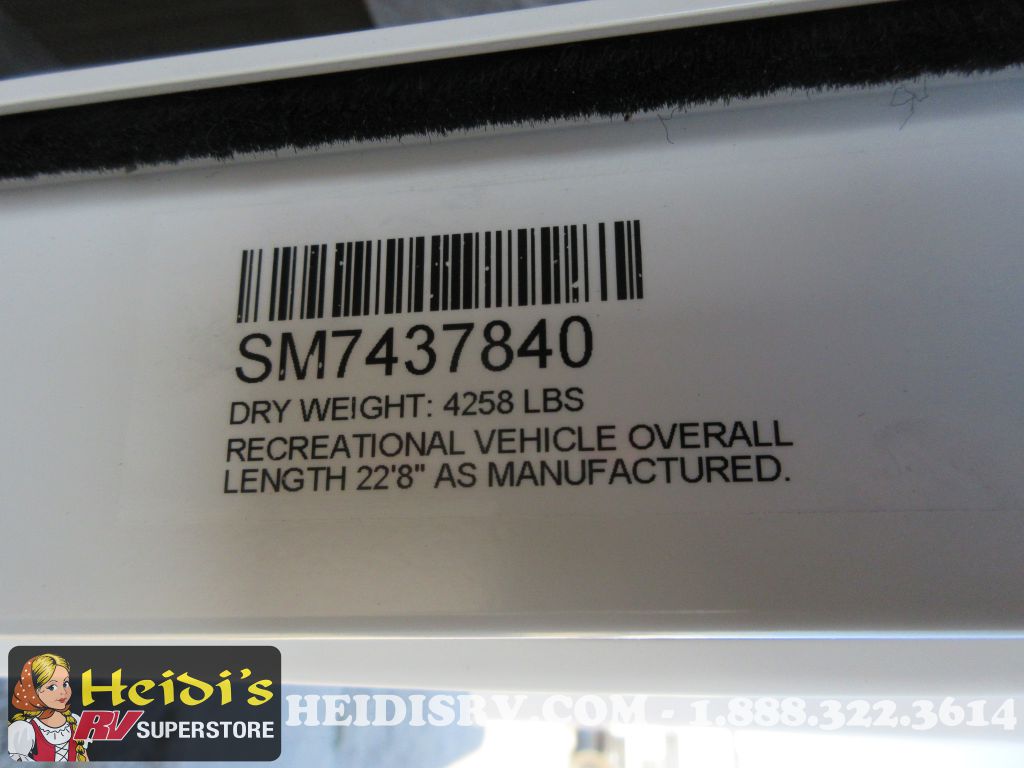 SM7437840
DRY WEIGHT: 4258 LBS
RECREATIONAL VEHICLE OVERALL
LENGTH 22'8" AS MANUFACTURED.
Heidi's
RV SUPERSTORE
HEIDISRV.COM - 1.888.322.3614